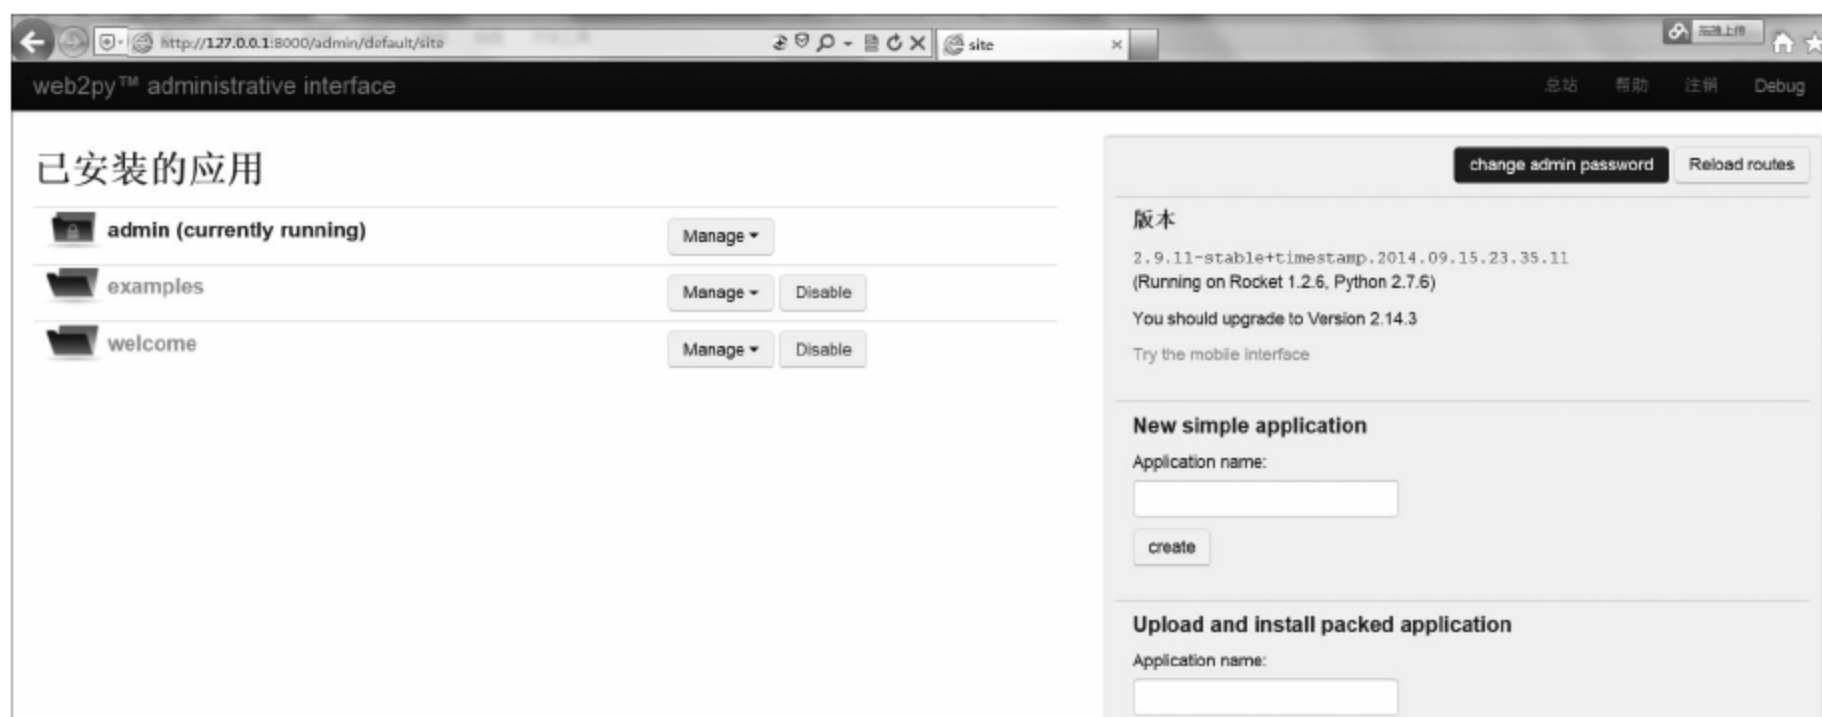 http://127.0.0.1:8000/admin/default/site
site
web2py™ administrative interface
总站 帮助 注销 Debug
已安装的应用
admin (currently running)
Manage
examples
Manage Disable
welcome
Manage Disable
change admin password Reload routes
版本
2.9.11-stable+timestamp.2014.09.15.23.35.11
(Running on Rocket 1.2.6, Python 2.7.6)
You should upgrade to Version 2.14.3
Try the mobile interface
New simple application
Application name:
create
Upload and install packed application
Application name: